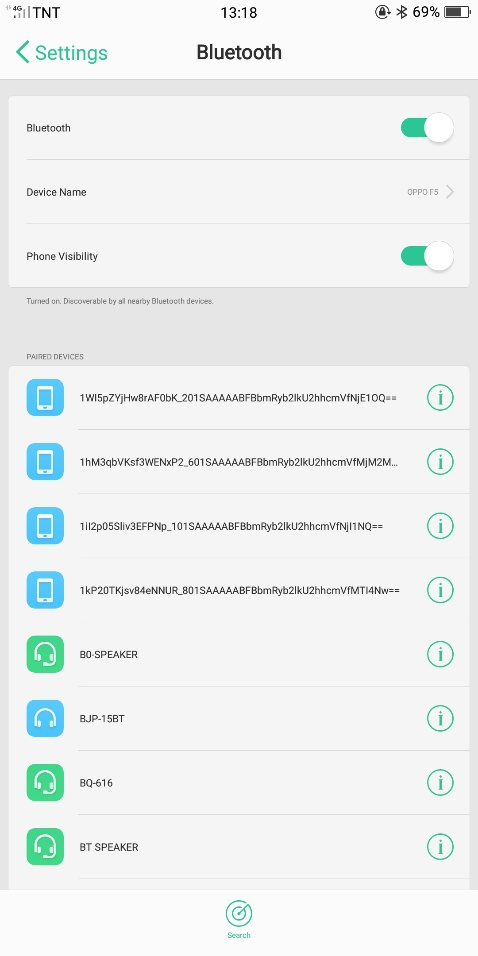 4G TNT 13:18 69%
Settings Bluetooth
Bluetooth
Device Name OPPO F5
Phone Visibility
Turned on. Discoverable by all nearby Bluetooth devices.
PAIRED DEVICES
1WI5pZYjHw8rAF0bK_201SAAAAABFBbmRyb2lkU2hhcmVfNjE1OQ==
1hM3qbVKsf3WENxP2_601SAAAAABFBbmRyb2lkU2hhcmVfMjM2M...
1iI2p05Sliv3EFPNp_101SAAAAABFBbmRyb2lkU2hhcmVfNjI1NQ==
1kP20TKjsv84eNNUR_801SAAAAABFBbmRyb2lkU2hhcmVfMTI4Nw==
B0-SPEAKER
BJP-15BT
BQ-616
BT SPEAKER
Search